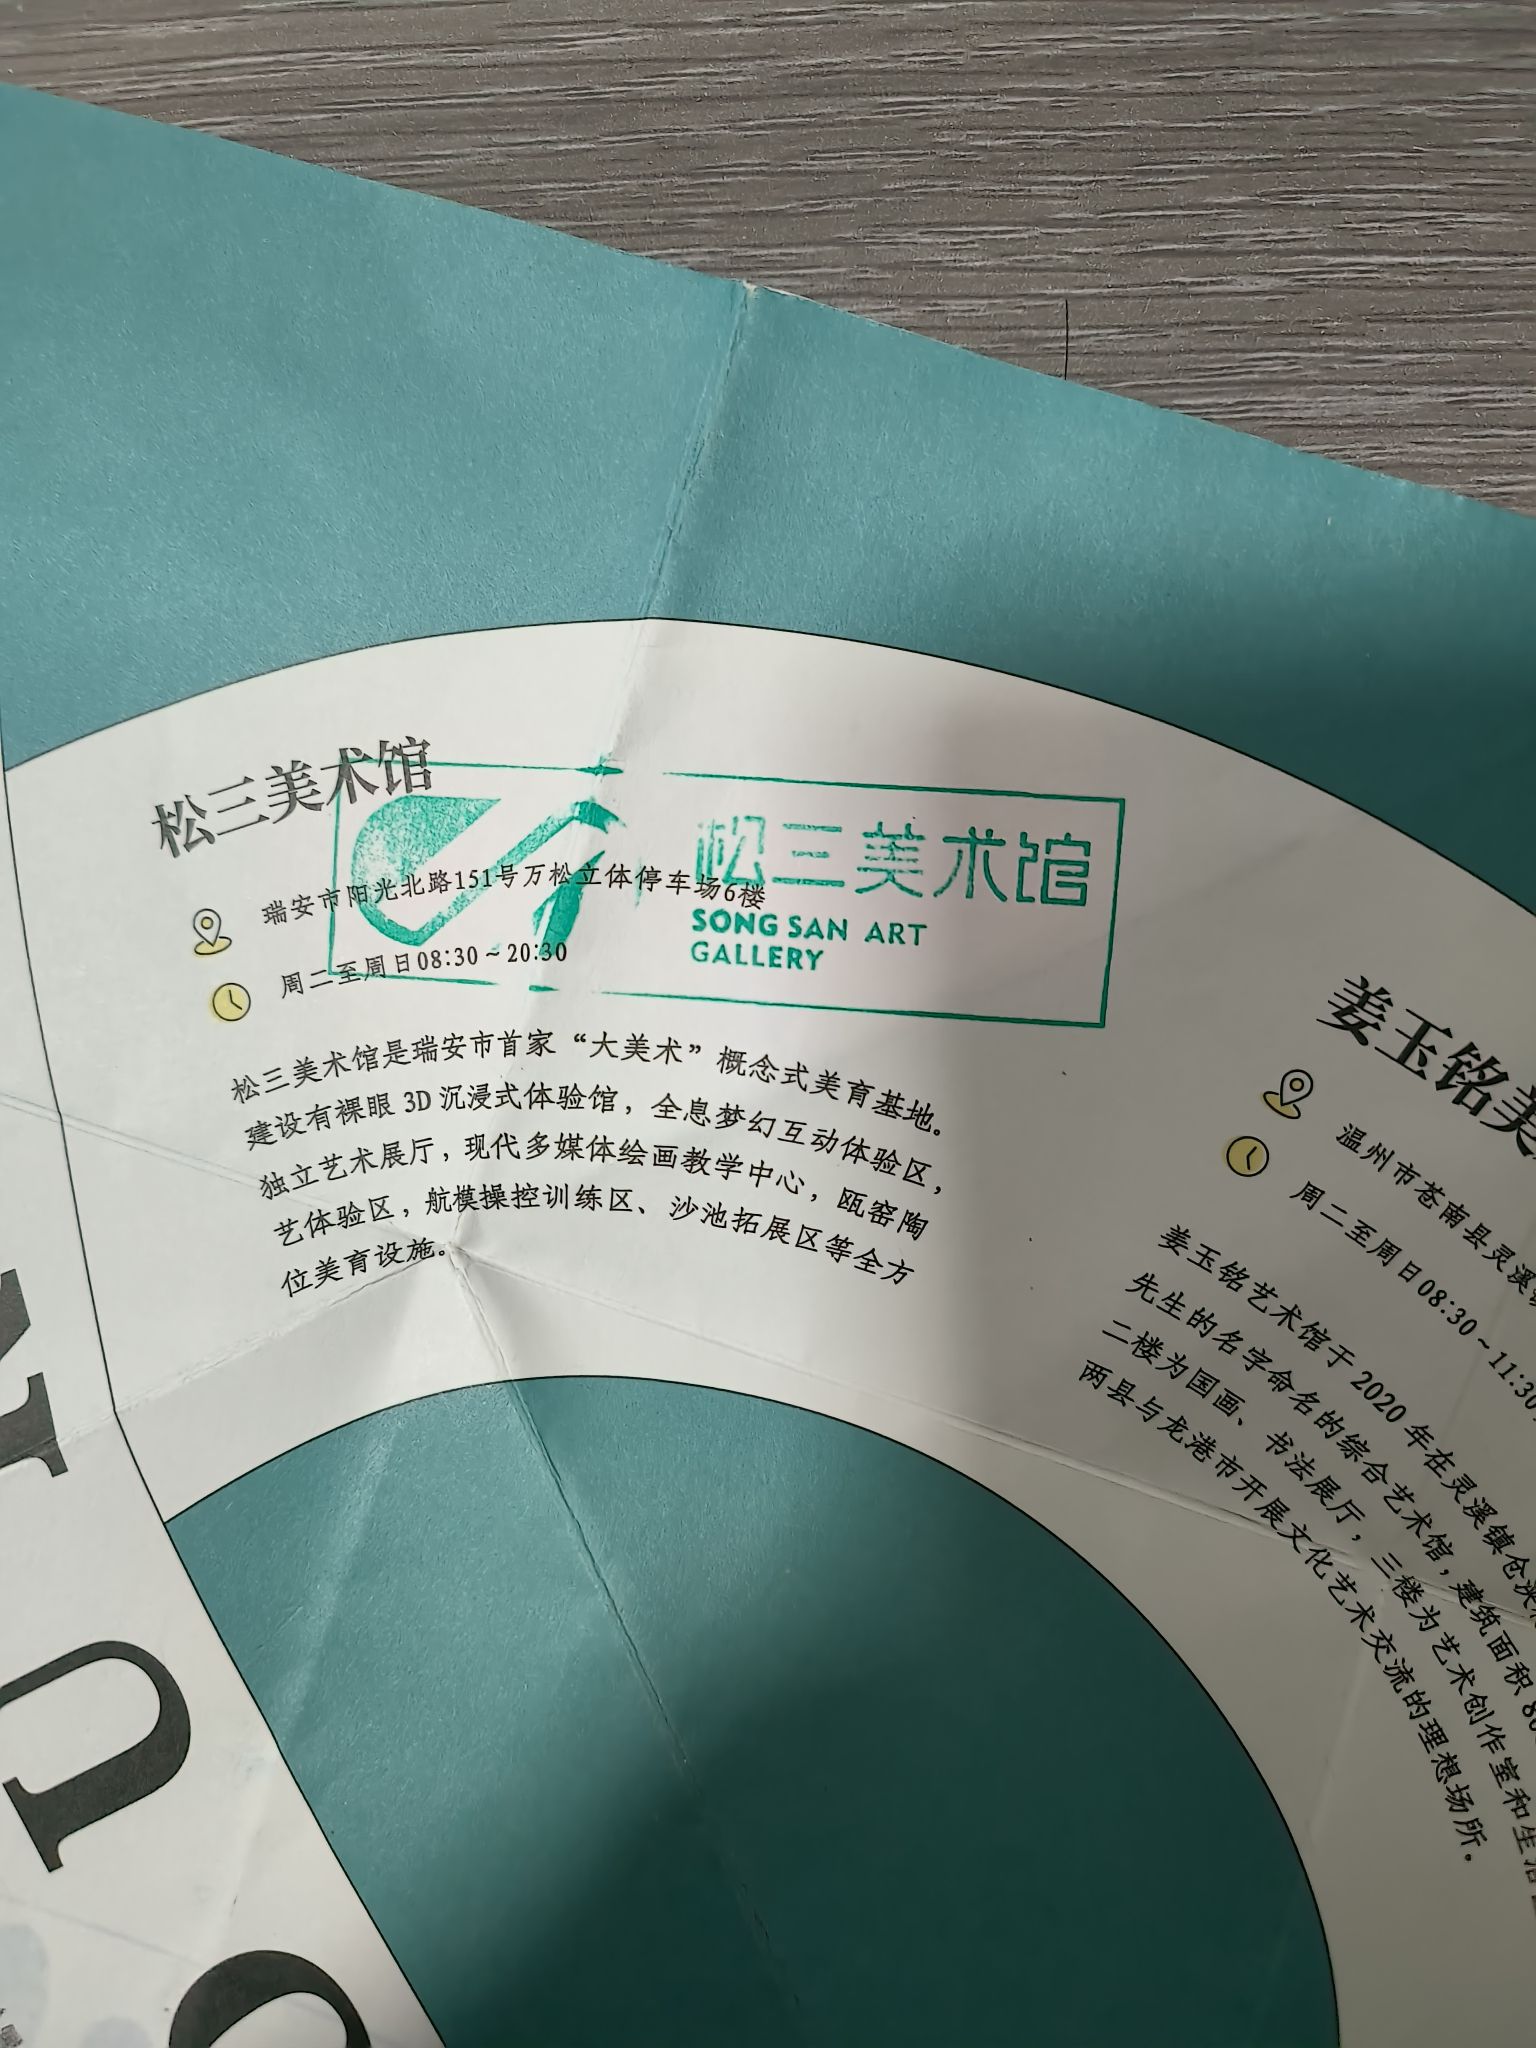 松三美术馆
瑞安市阳光北路151号万松立体停车场6楼
周二至周日08:30~20:30
松三美术馆
SONG SAN ART
GALLERY
松三美术馆是瑞安市首家“大美术”概念式美育基地。
建设有裸眼 3D 沉浸式体验馆，全息梦幻互动体验区，
独立艺术展厅，现代多媒体绘画教学中心，瓯窑陶
艺体验区，航模操控训练区、沙池拓展区等全方
位美育设施。
姜玉铭美
温州市苍南县灵溪
周二至周日08:30~11:30
姜玉铭艺术馆于 2020 年在灵溪镇仓
先生的名字命名的综合艺术馆，建筑面积 80
二楼为国画、书法展厅，三楼为艺术创作室和生活
两县与龙港市开展文化艺术交流的理想场所。
U